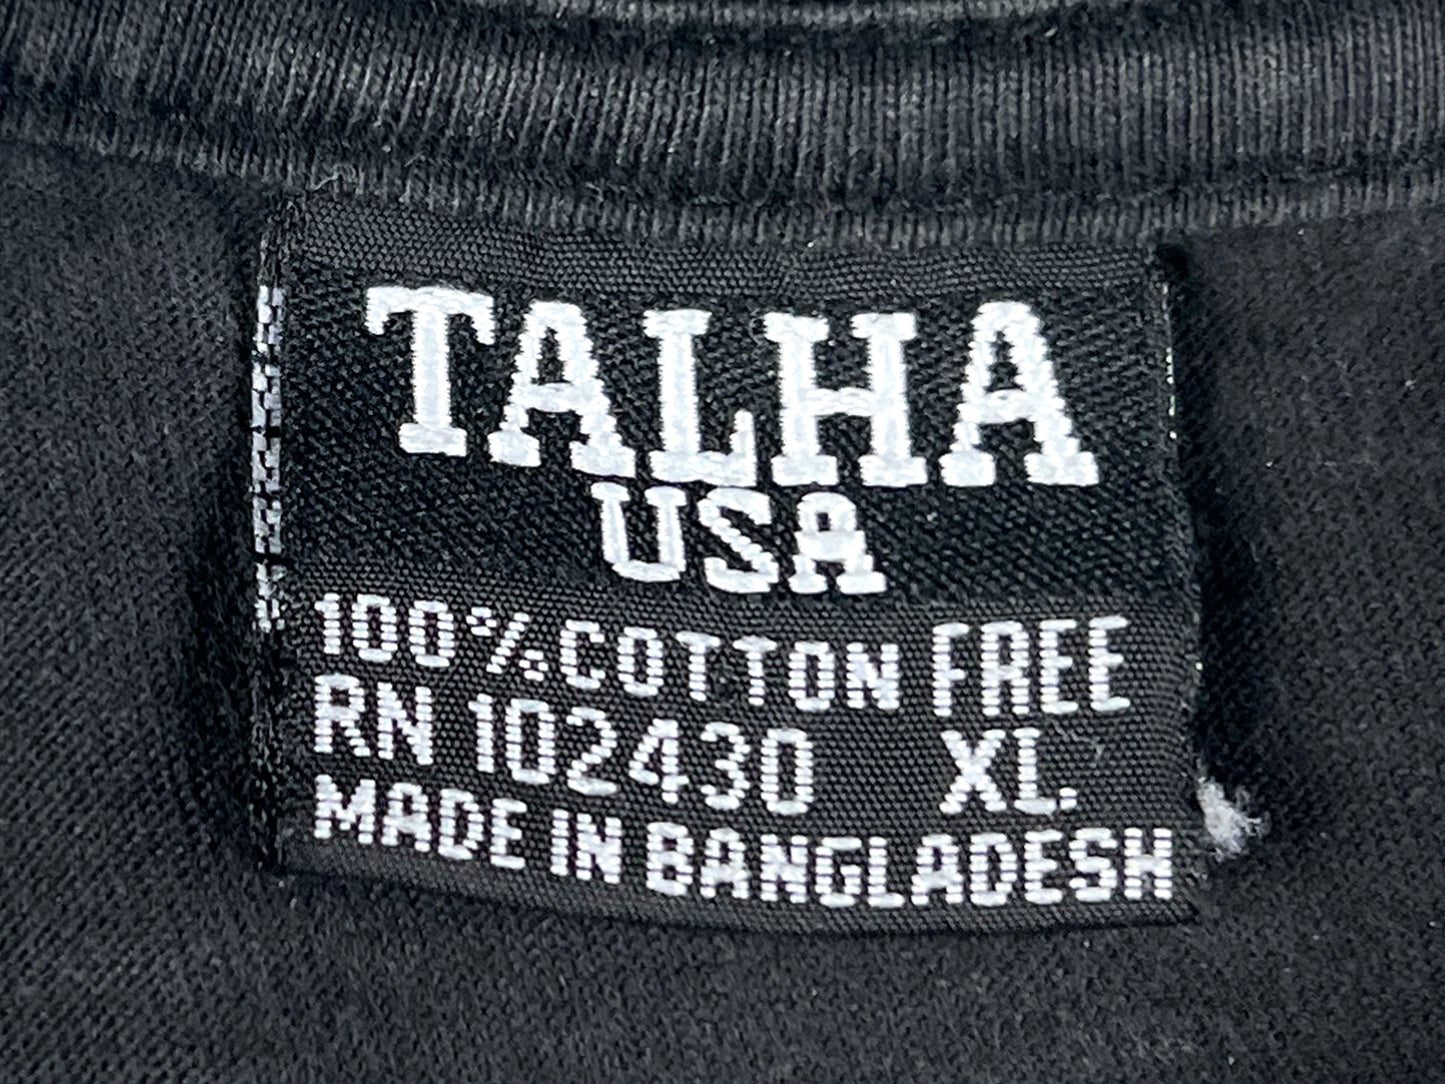 TALHA
USA
100% COTTON FREE
RN 102430 XL
MADE IN BANGLADESH